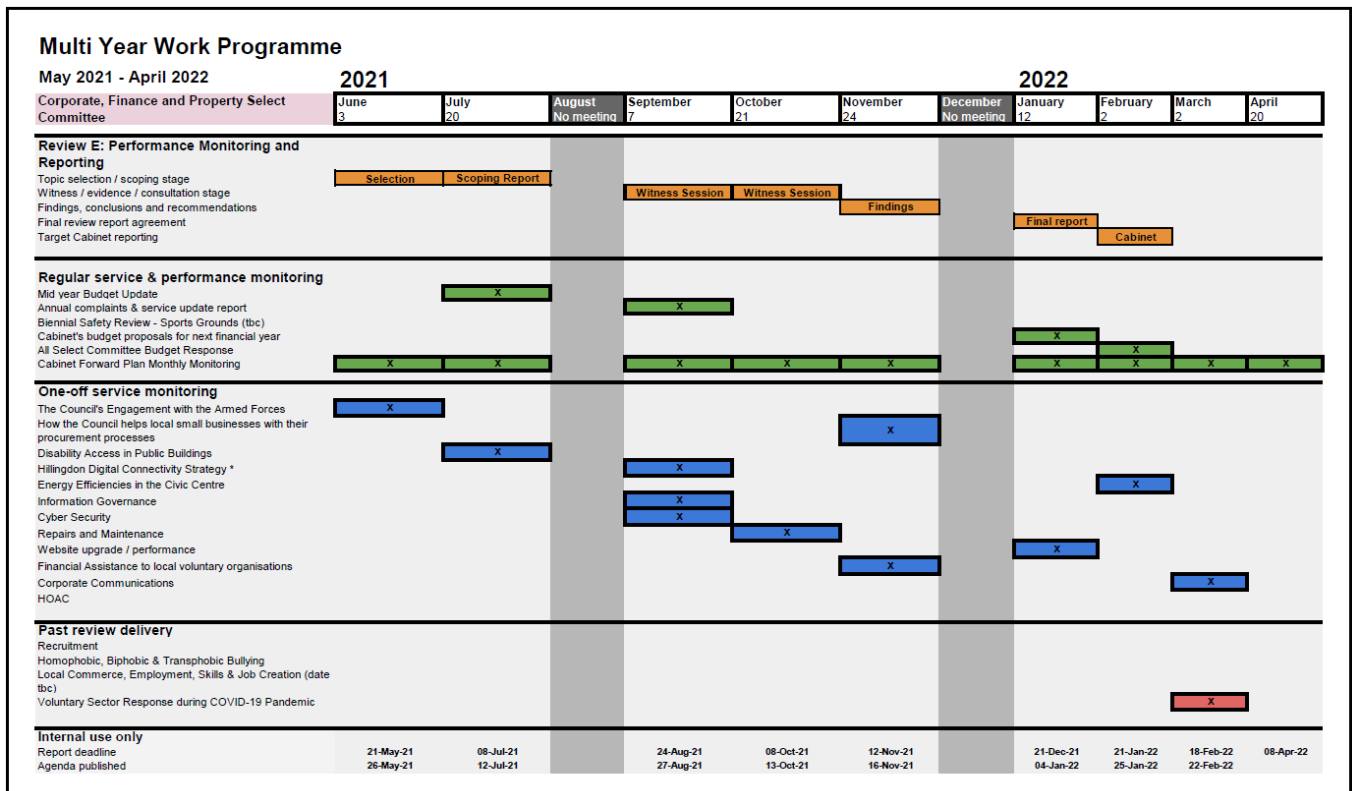 Multi Year Work Programme
May 2021 - April 2022 2021 2022
Corporate, Finance and Property Select June July August September October November December January February March April
Committee 3 20 No meeting 7 21 24 No meeting 12 2 2 20
Review E: Performance Monitoring and
Reporting
Topic selection / scoping stage Selection Scoping Report
Witness / evidence / consultation stage Witness Session Witness Session
Findings, conclusions and recommendations Findings
Final review report agreement Final report
Target Cabinet reporting Cabinet
Regular service & performance monitoring
Mid year Budget Update X
Annual complaints & service update report X
Biennial Safety Review - Sports Grounds (tbc)
Cabinet's budget proposals for next financial year X
All Select Committee Budget Response X
Cabinet Forward Plan Monthly Monitoring X X X X X X X X X
One-off service monitoring
The Council's Engagement with the Armed Forces X
How the Council helps local small businesses with their
procurement processes X
Disability Access in Public Buildings X
Hillingdon Digital Connectivity Strategy * X
Energy Efficiencies in the Civic Centre X
Information Governance X
Cyber Security X
Repairs and Maintenance X
Website upgrade / performance X
Financial Assistance to local voluntary organisations X
Corporate Communications X
HOAC
Past review delivery
Recruitment
Homophobic, Biphobic & Transphobic Bullying
Local Commerce, Employment, Skills & Job Creation (date
tbc)
Voluntary Sector Response during COVID-19 Pandemic X
Internal use only
Report deadline 21-May-21 08-Jul-21 24-Aug-21 08-Oct-21 12-Nov-21 21-Dec-21 21-Jan-22 18-Feb-22 08-Apr-22
Agenda published 26-May-21 12-Jul-21 27-Aug-21 13-Oct-21 16-Nov-21 04-Jan-22 25-Jan-22 22-Feb-22